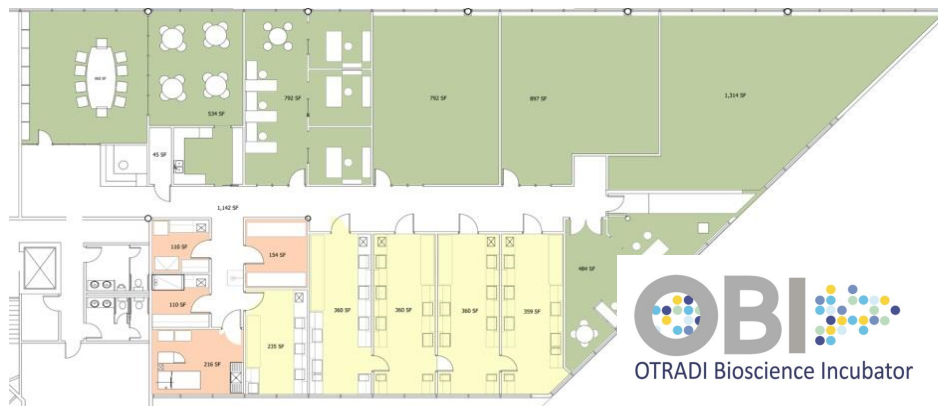 460 SF
534 SF
792 SF
792 SF
897 SF
1,314 SF
45 SF
1,142 SF
110 SF
154 SF
484 SF
110 SF
360 SF
360 SF
360 SF
359 SF
235 SF
216 SF
OBI
OTRADI Bioscience Incubator